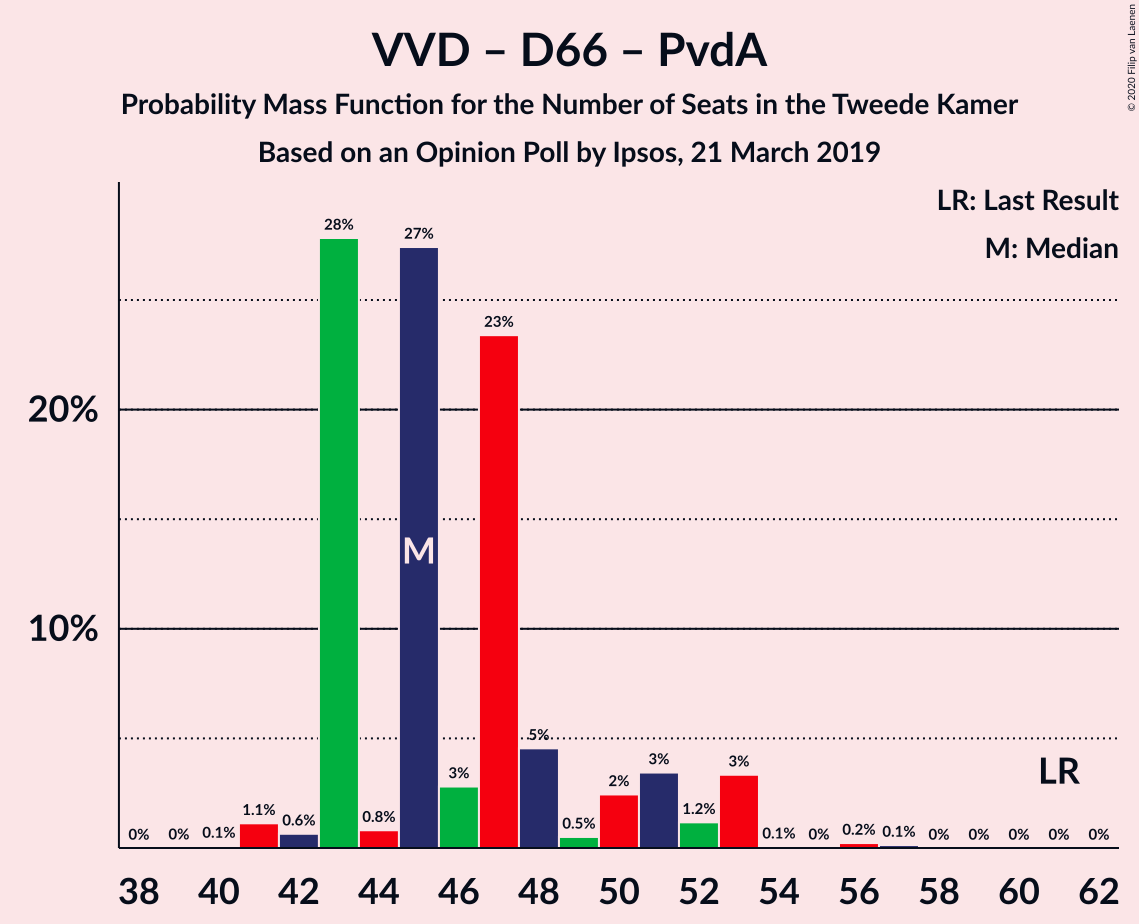 VVD – D66 – PvdA
Probability Mass Function for the Number of Seats in the Tweede Kamer
Based on an Opinion Poll by Ipsos, 21 March 2019
© 2020 Filip van Laenen
LR: Last Result
M: Median
28%
27%
23%
20%
M
10%
5%
3%
3%
3%
2%
LR
1.1%
1.2%
0.6%
0.8%
0.5%
0% 0% 0.1% 0.1% 0% 0.2% 0.1% 0% 0% 0% 0% 0%
38 40 42 44 46 48 50 52 54 56 58 60 62